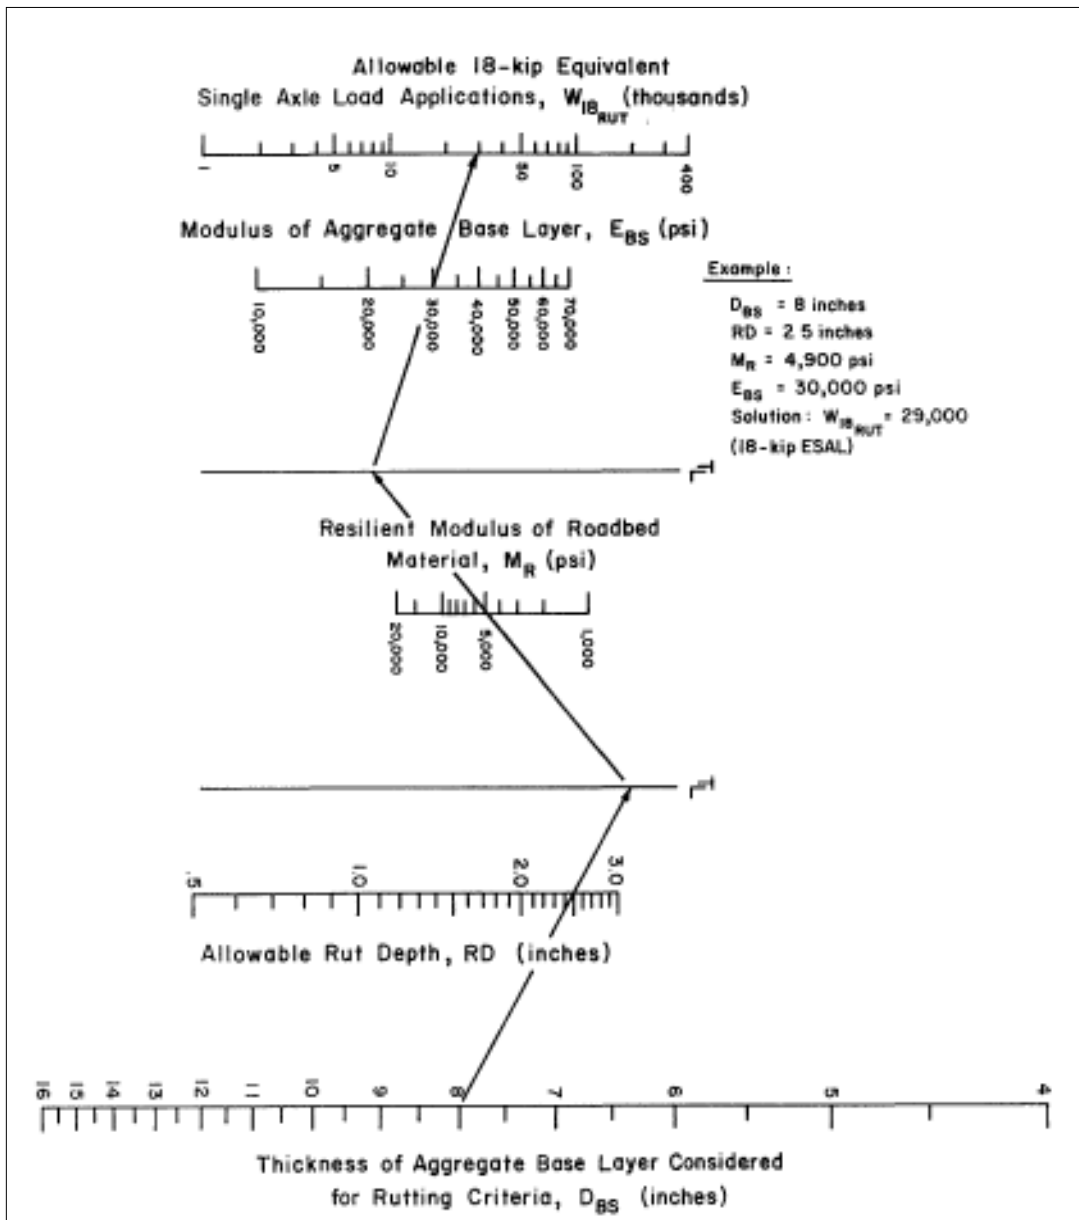 Allowable 18-kip Equivalent
Single Axle Load Applications, W18RUT (thousands)
1 5 10 50 100 400
Modulus of Aggregate Base Layer, EBS (psi)
10,000 20,000 30,000 40,000 50,000 60,000 70,000
Example :
DBS = 8 inches
RD = 2 5 inches
MR = 4,900 psi
EBS = 30,000 psi
Solution : W18RUT = 29,000
(18-kip ESAL)
TL
Resilient Modulus of Roadbed
Material, MR (psi)
20,000 10,000 5,000 1,000
TL
.5 1.0 2.0 3.0
Allowable Rut Depth, RD (inches)
16 15 14 13 12 11 10 9 8 7 6 5 4
Thickness of Aggregate Base Layer Considered
for Rutting Criteria, DBS (inches)